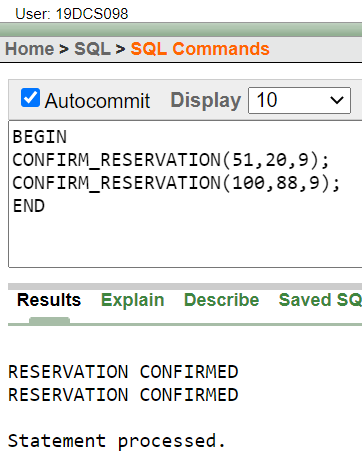 User: 19DCS098
Home > SQL > SQL Commands
Autocommit Display 10
BEGIN
CONFIRM_RESERVATION(51,20,9);
CONFIRM_RESERVATION(100,88,9);
END
Results Explain Describe Saved SQ
RESERVATION CONFIRMED
RESERVATION CONFIRMED
Statement processed.